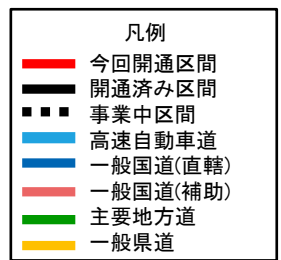 凡例
今回開通区間
開通済み区間
事業中区間
高速自動車道
一般国道(直轄)
一般国道(補助)
主要地方道
一般県道